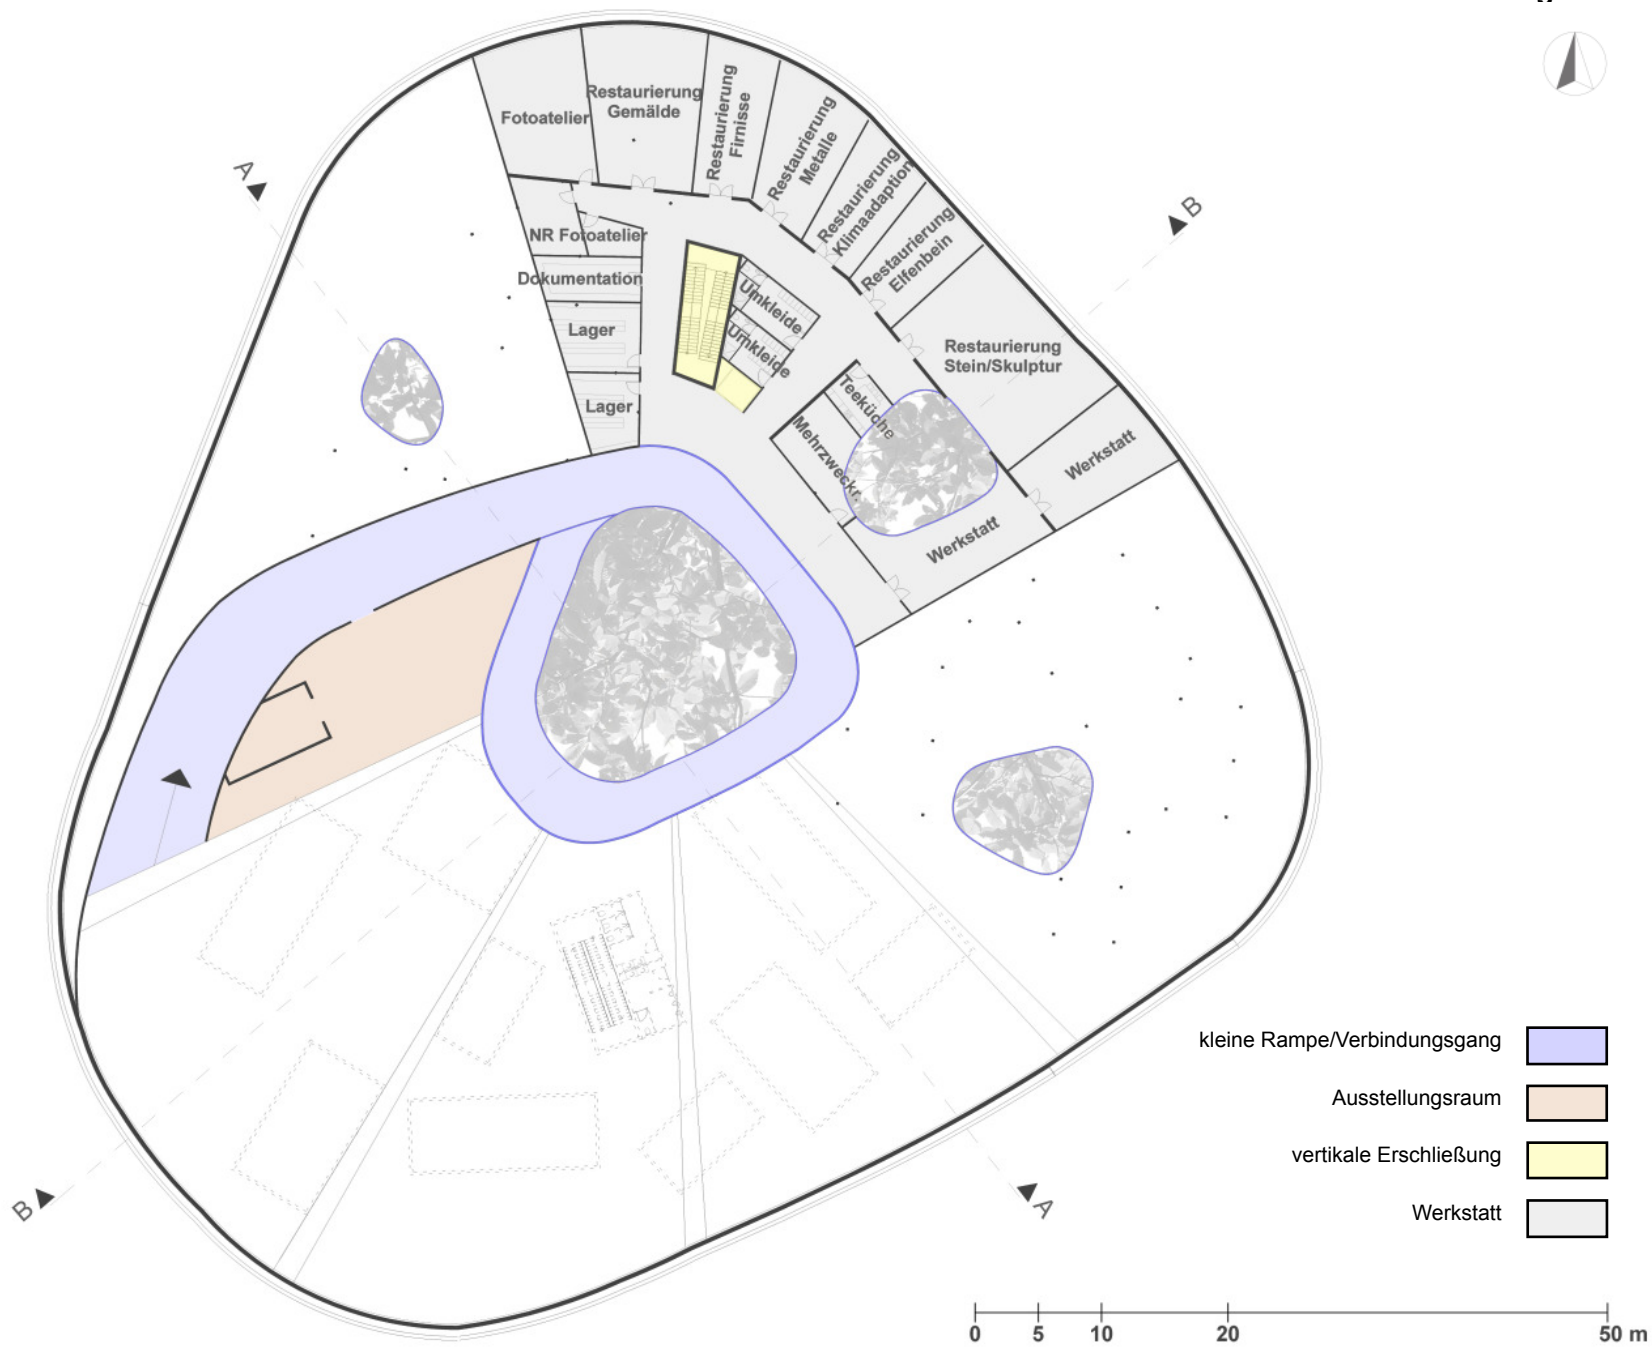 A
B
Fotoatelier
Restaurierung
Gemälde
Restaurierung
Firnisse
Restaurierung
Metalle
Restaurierung
Klimaadaption
Restaurierung
Elfenbein
Restaurierung
Stein/Skulptur
Werkstatt
NR Fotoatelier
Dokumentation
Lager
Lager
Umkleide
Umkleide
Teeküche
Mehrzweckr.
Werkstatt
B
A
kleine Rampe/Verbindungsgang
Ausstellungsraum
vertikale Erschließung
Werkstatt
0 5 10 20 50 m